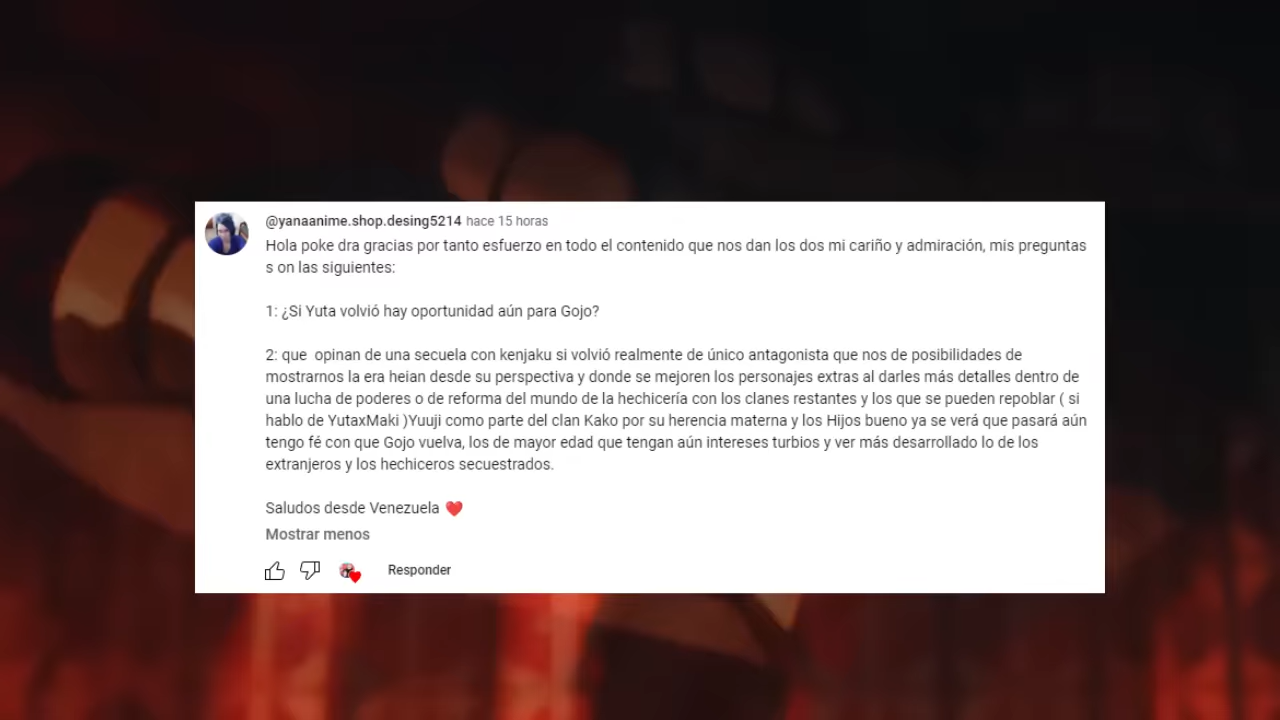 @yanaanime.shop.desing5214 hace 15 horas
Hola poke dra gracias por tanto esfuerzo en todo el contenido que nos dan los dos mi cariño y admiración, mis preguntas
s on las siguientes:
1: ¿Si Yuta volvió hay oportunidad aún para Gojo?
2: que  opinan de una secuela con kenjaku si volvió realmente de único antagonista que nos de posibilidades de
mostrarnos la era heian desde su perspectiva y donde se mejoren los personajes extras al darles más detalles dentro de
una lucha de poderes o de reforma del mundo de la hechicería con los clanes restantes y los que se pueden repoblar ( si
hablo de YutaxMaki )Yuuji como parte del clan Kako por su herencia materna y los Hijos bueno ya se verá que pasará aún
tengo fé con que Gojo vuelva, los de mayor edad que tengan aún intereses turbios y ver más desarrollado lo de los
extranjeros y los hechiceros secuestrados.
Saludos desde Venezuela ❤️
Mostrar menos
Responder